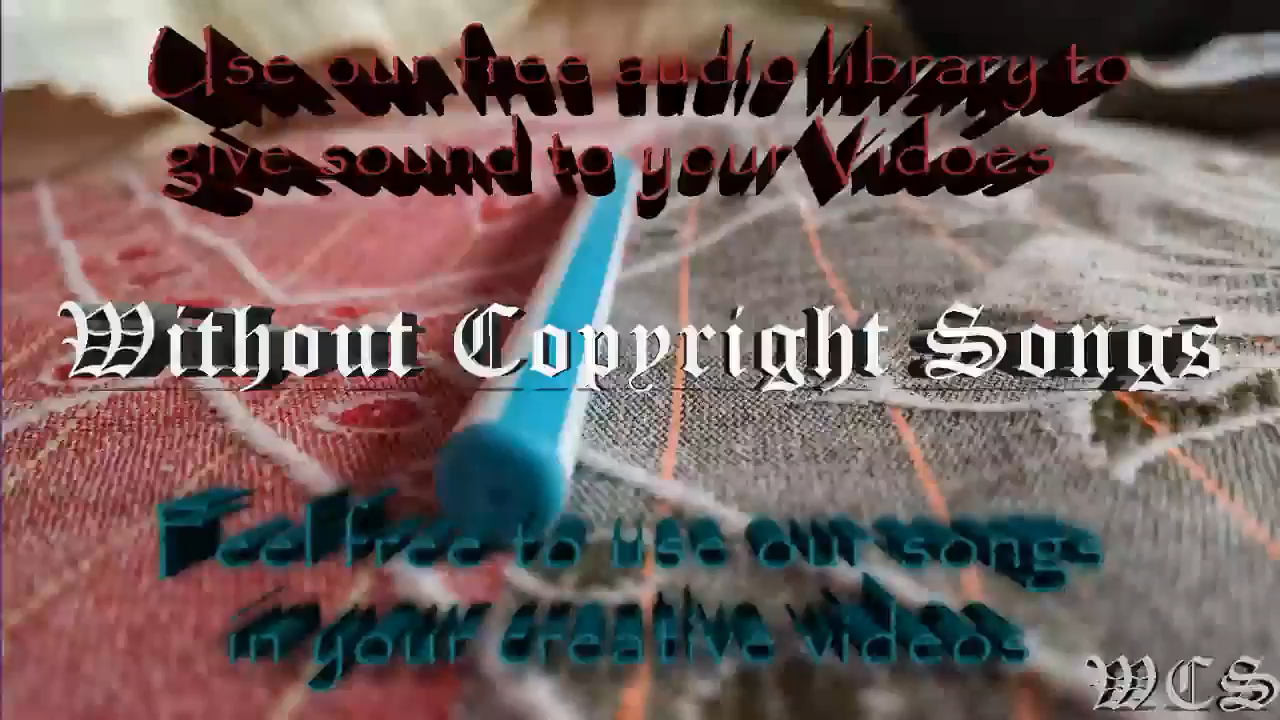 Use our free audio library to
give sound to your Vidoes
Without Copyright Songs
Feel free to use our songs
in your creative videos
WCS